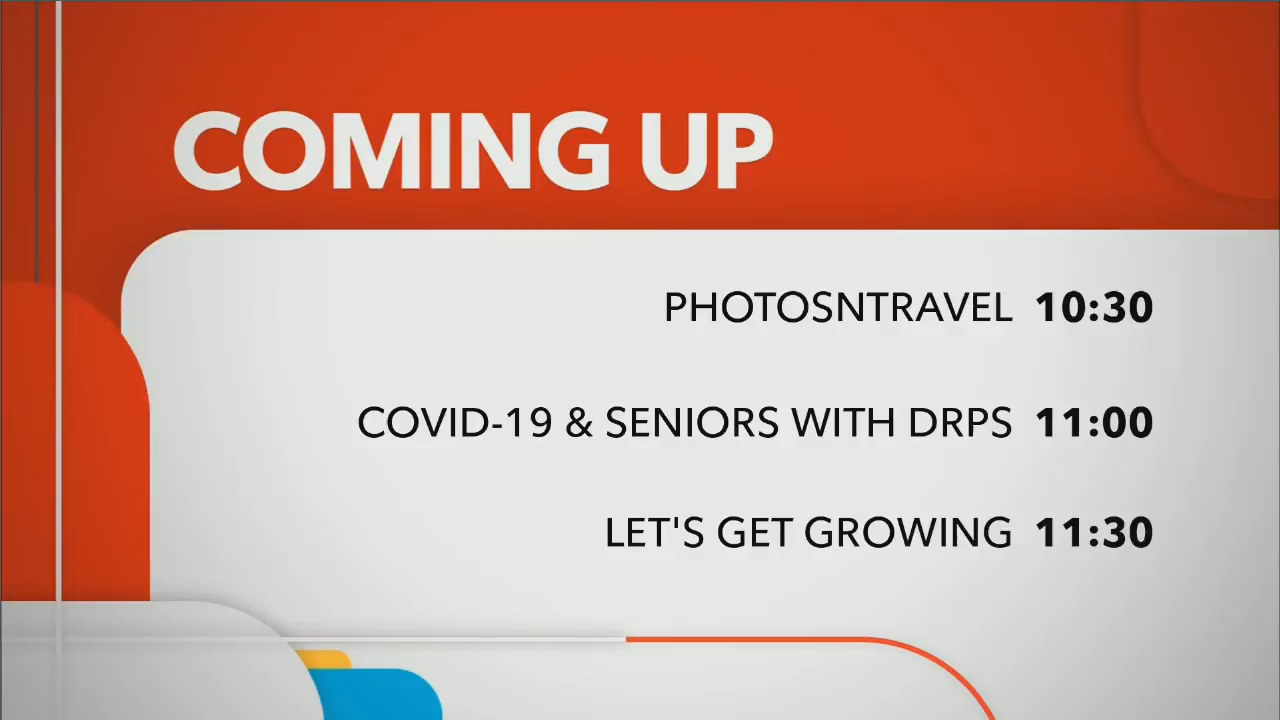 COMING UP
PHOTOSNTRAVEL 10:30
COVID-19 & SENIORS WITH DRPS 11:00
LET'S GET GROWING 11:30